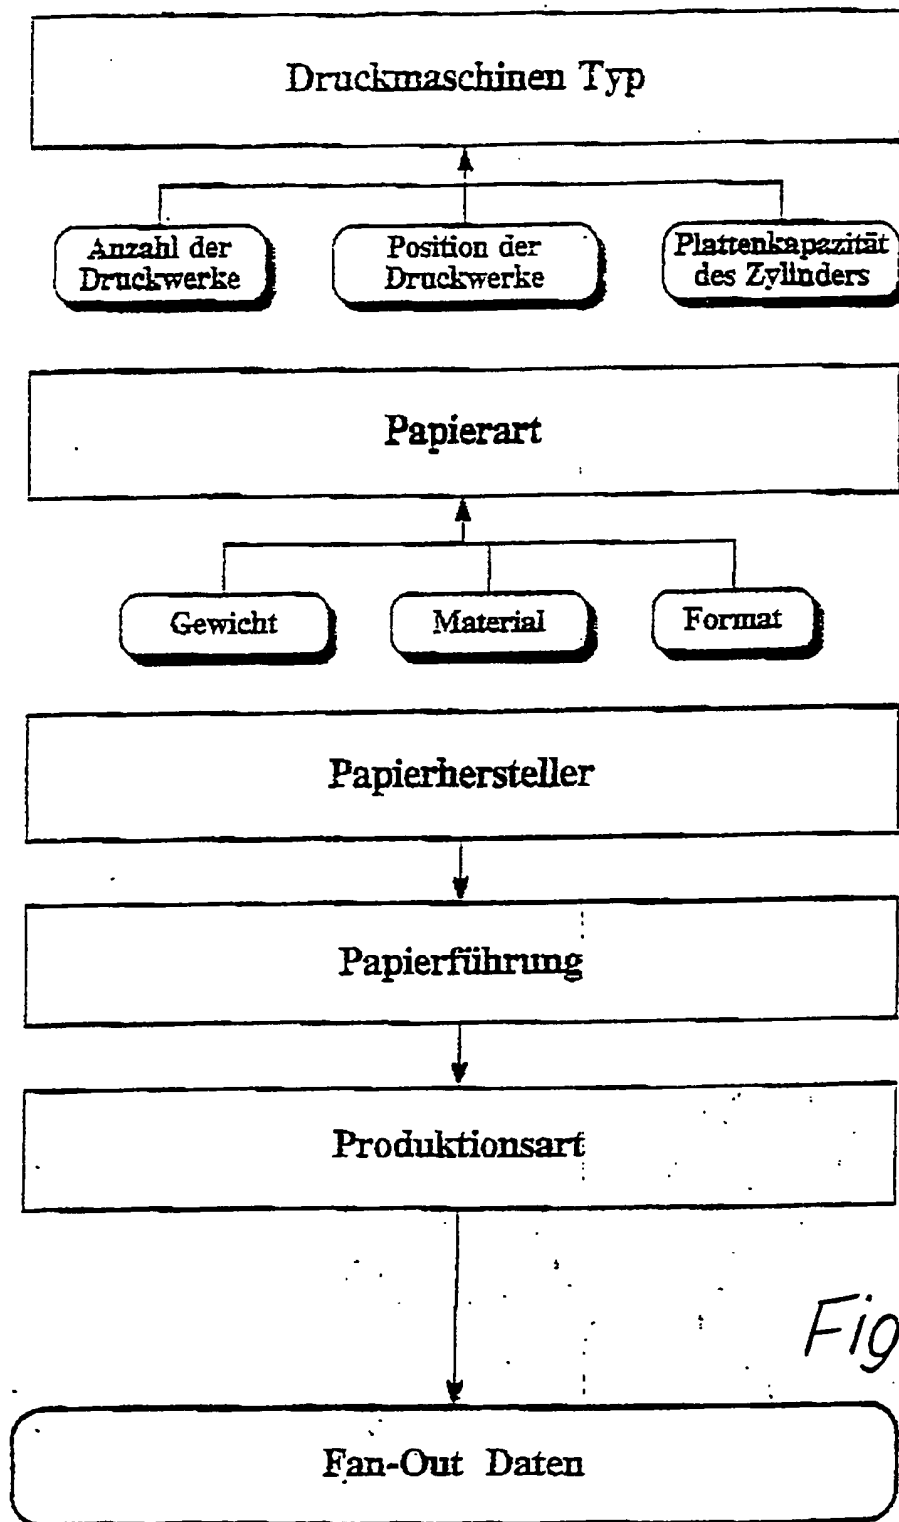 Druckmaschinen Typ
Anzahl der
Druckwerke
Position der
Druckwerke
Plattenkapazität
des Zylinders
Papierart
Gewicht
Material
Format
Papierhersteller
Papierführung
Produktionsart
Fig
Fan-Out Daten